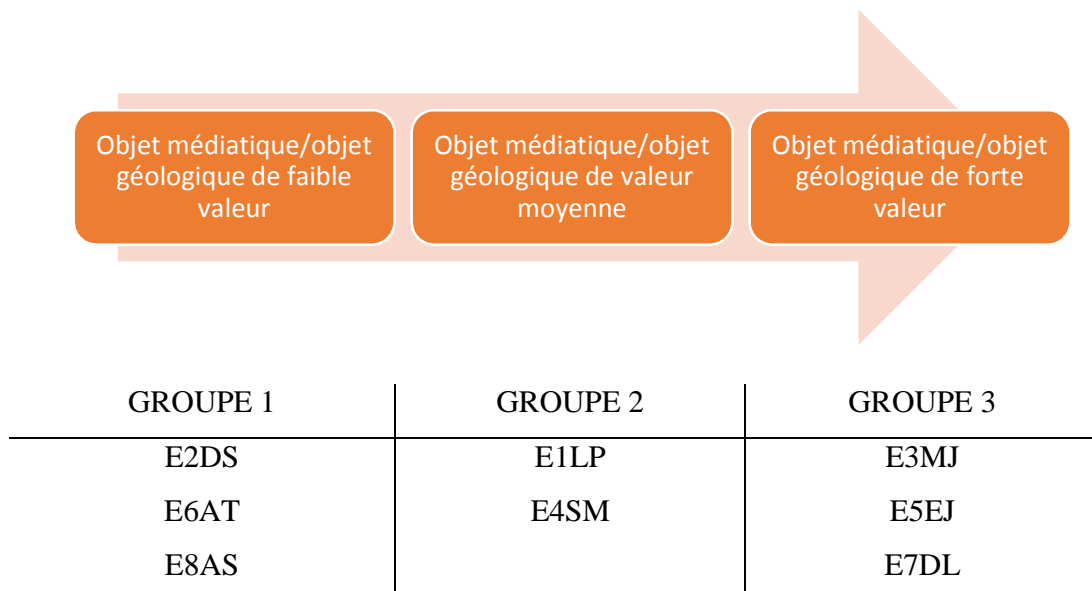 Objet médiatique/objet
géologique de faible
valeur
Objet médiatique/objet
géologique de valeur
moyenne
Objet médiatique/objet
géologique de forte
valeur
GROUPE 1 GROUPE 2 GROUPE 3
E2DS E1LP E3MJ
E6AT E4SM E5EJ
E8AS E7DL